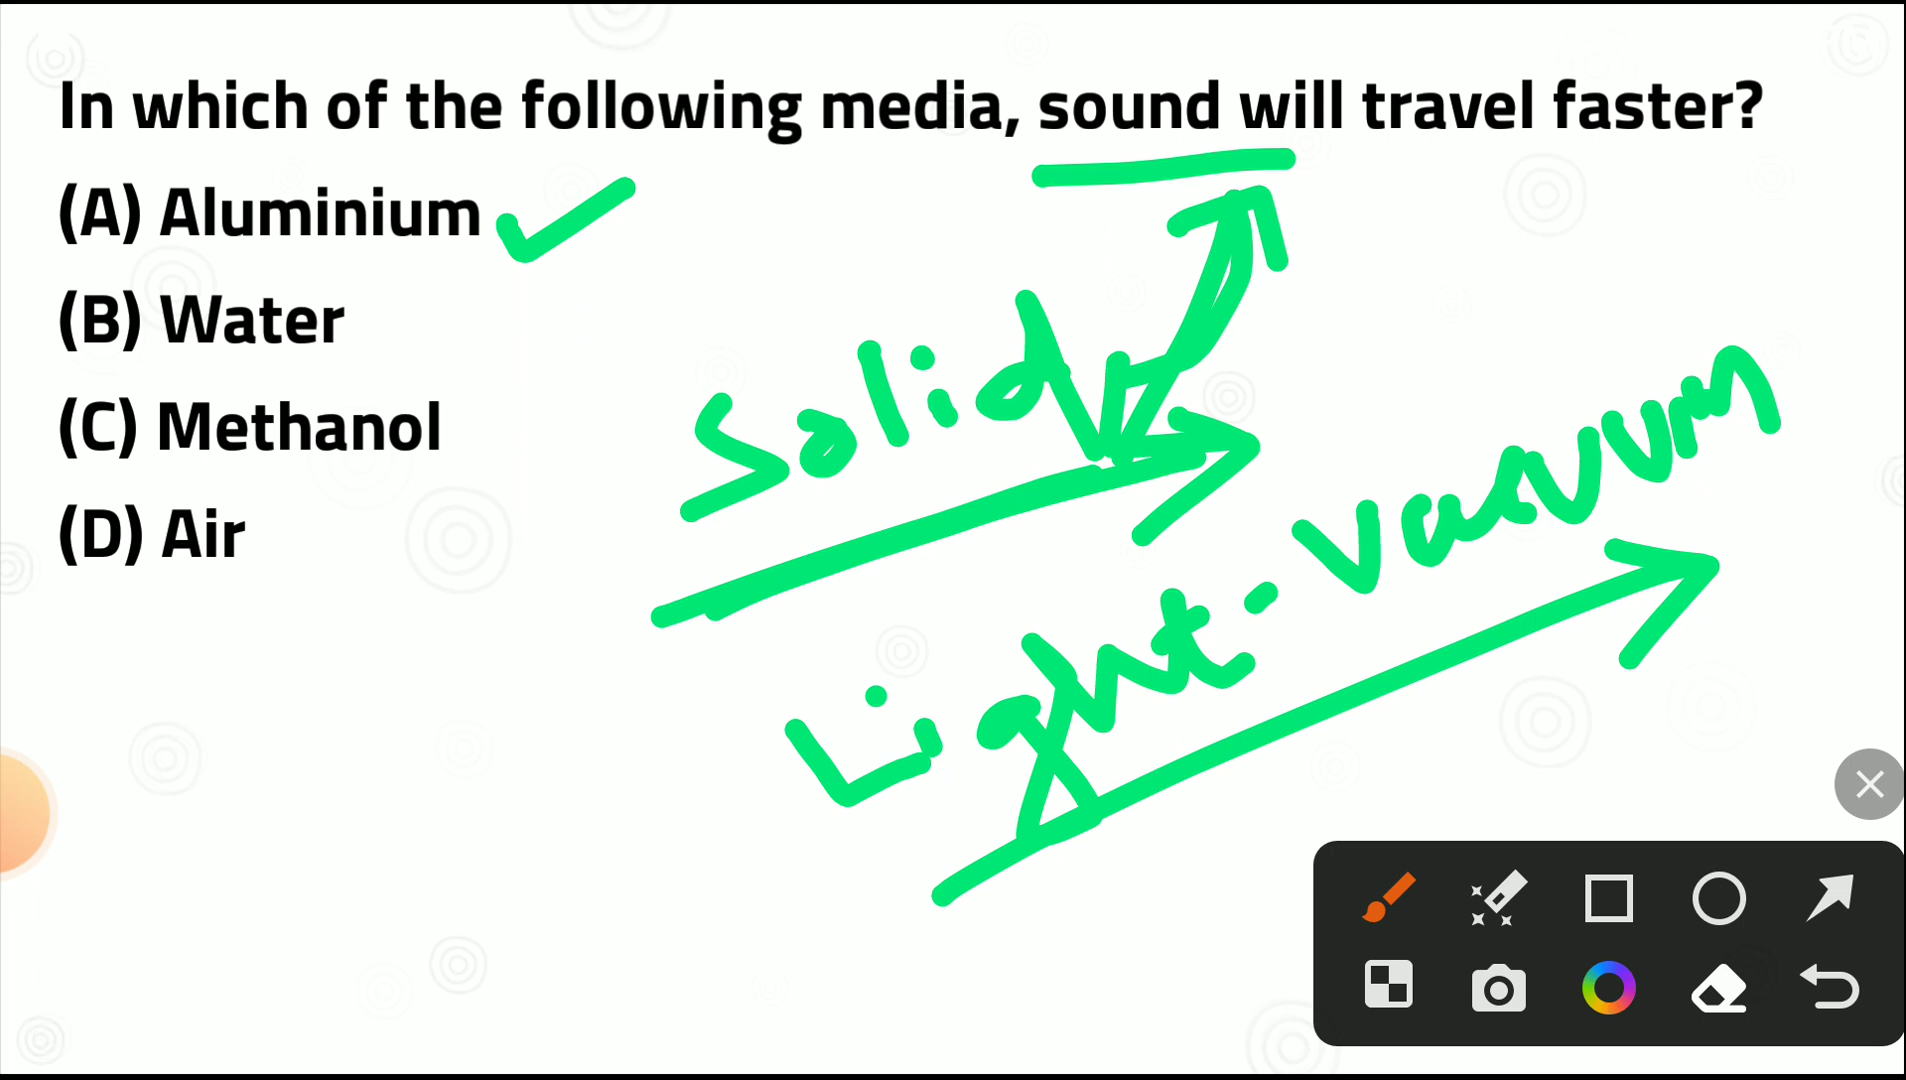 In which of the following media, sound will travel faster?
(A) Aluminium
(B) Water
(C) Methanol
(D) Air
Solid
Light - Vacuum